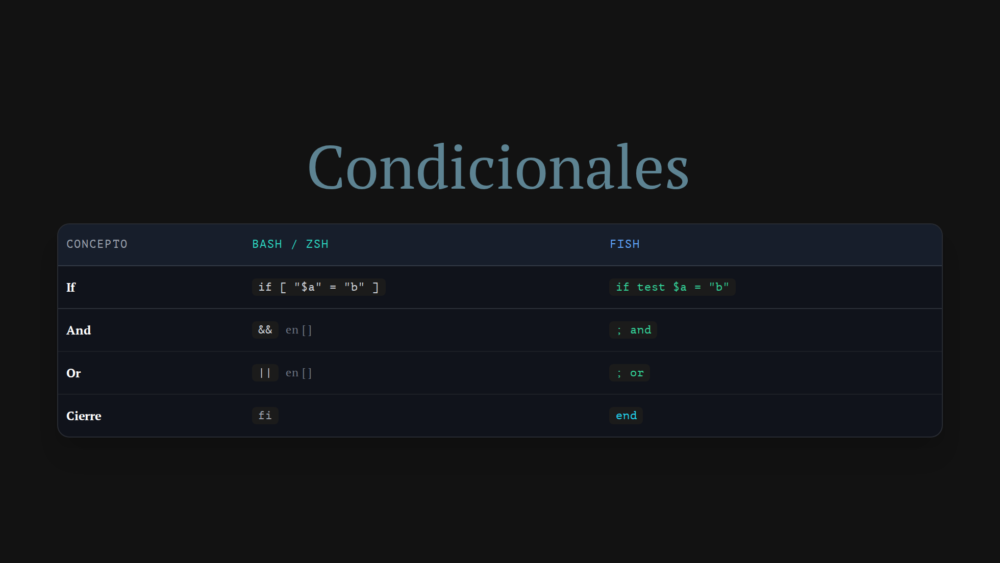 Condicionales
CONCEPTO BASH / ZSH FISH
If if [ "$a" = "b" ] if test $a = "b"
And && en [ ] ; and
Or || en [ ] ; or
Cierre fi end